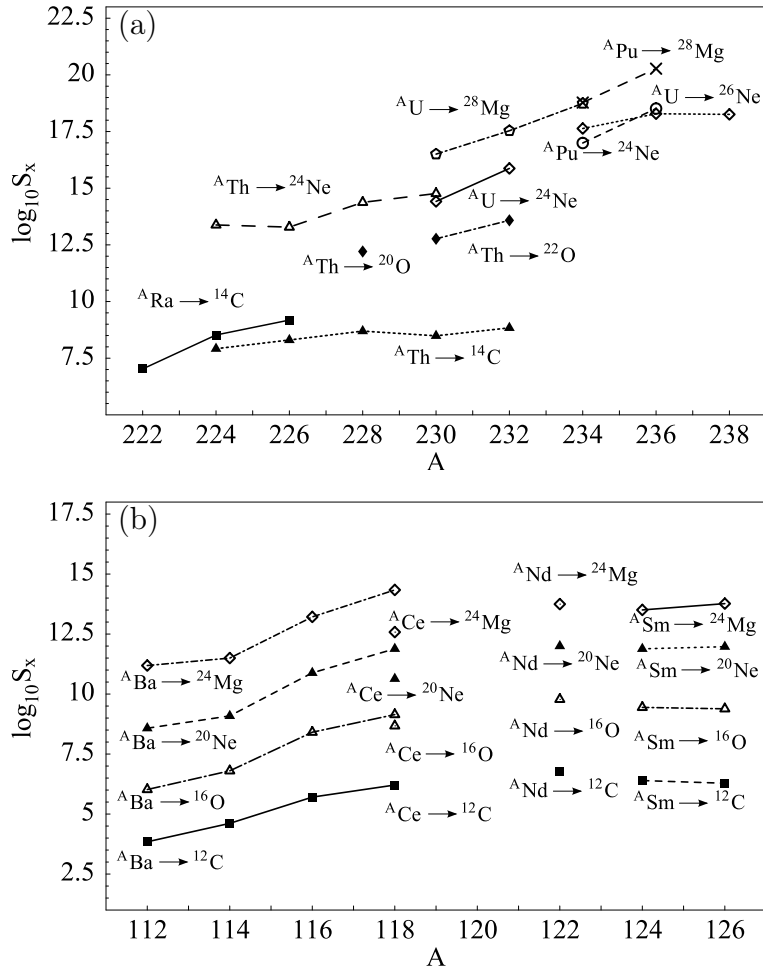 (a)
22.5
20
17.5
15
12.5
10
7.5
log₁₀Sₓ
ᴬPu → ²⁸Mg
ᴬU → ²⁶Ne
ᴬU → ²⁸Mg
ᴬPu → ²⁴Ne
ᴬTh → ²⁴Ne
ᴬU → ²⁴Ne
ᴬTh → ²⁰O
ᴬTh → ²²O
ᴬRa → ¹⁴C
ᴬTh → ¹⁴C
222 224 226 228 230 232 234 236 238
A
(b)
17.5
15
12.5
10
7.5
5
2.5
log₁₀Sₓ
ᴬNd → ²⁴Mg
ᴬCe → ²⁴Mg
ᴬSm → ²⁴Mg
ᴬBa → ²⁴Mg
ᴬNd → ²⁰Ne
ᴬSm → ²⁰Ne
ᴬCe → ²⁰Ne
ᴬBa → ²⁰Ne
ᴬNd → ¹⁶O
ᴬSm → ¹⁶O
ᴬCe → ¹⁶O
ᴬBa → ¹⁶O
ᴬNd → ¹²C
ᴬSm → ¹²C
ᴬCe → ¹²C
ᴬBa → ¹²C
112 114 116 118 120 122 124 126
A